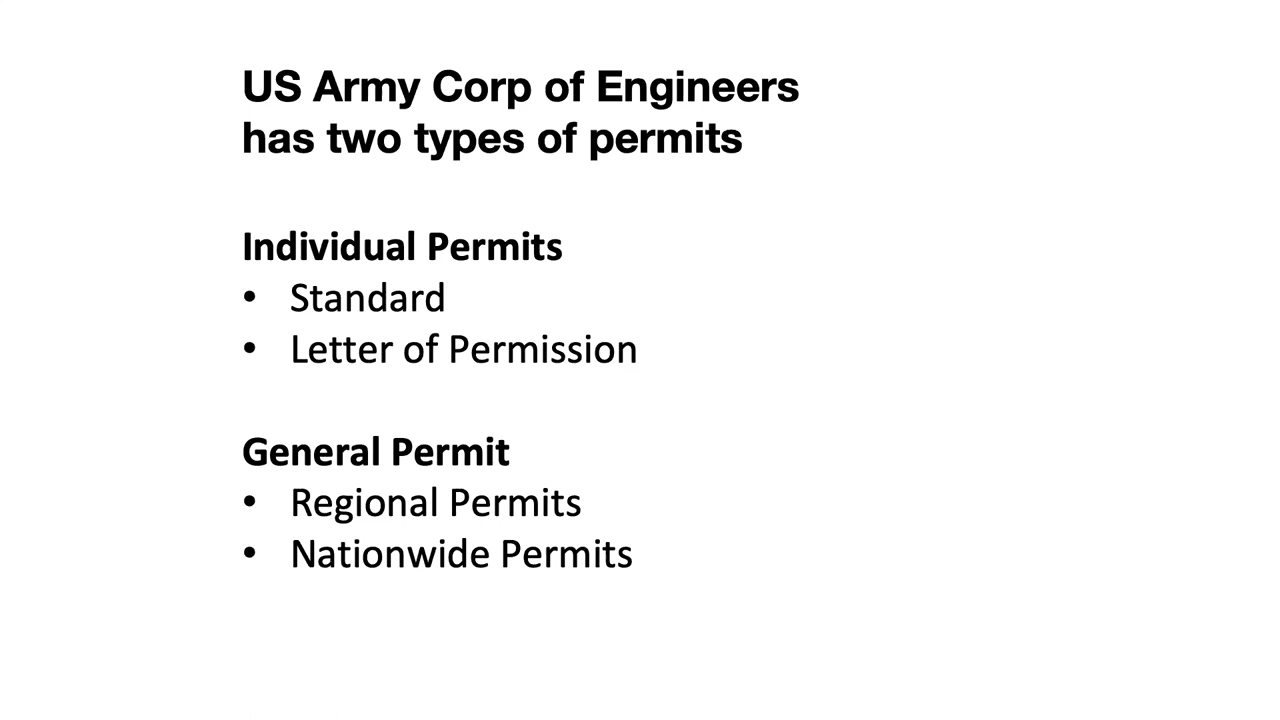 US Army Corp of Engineers
has two types of permits
Individual Permits
• Standard
• Letter of Permission
General Permit
• Regional Permits
• Nationwide Permits